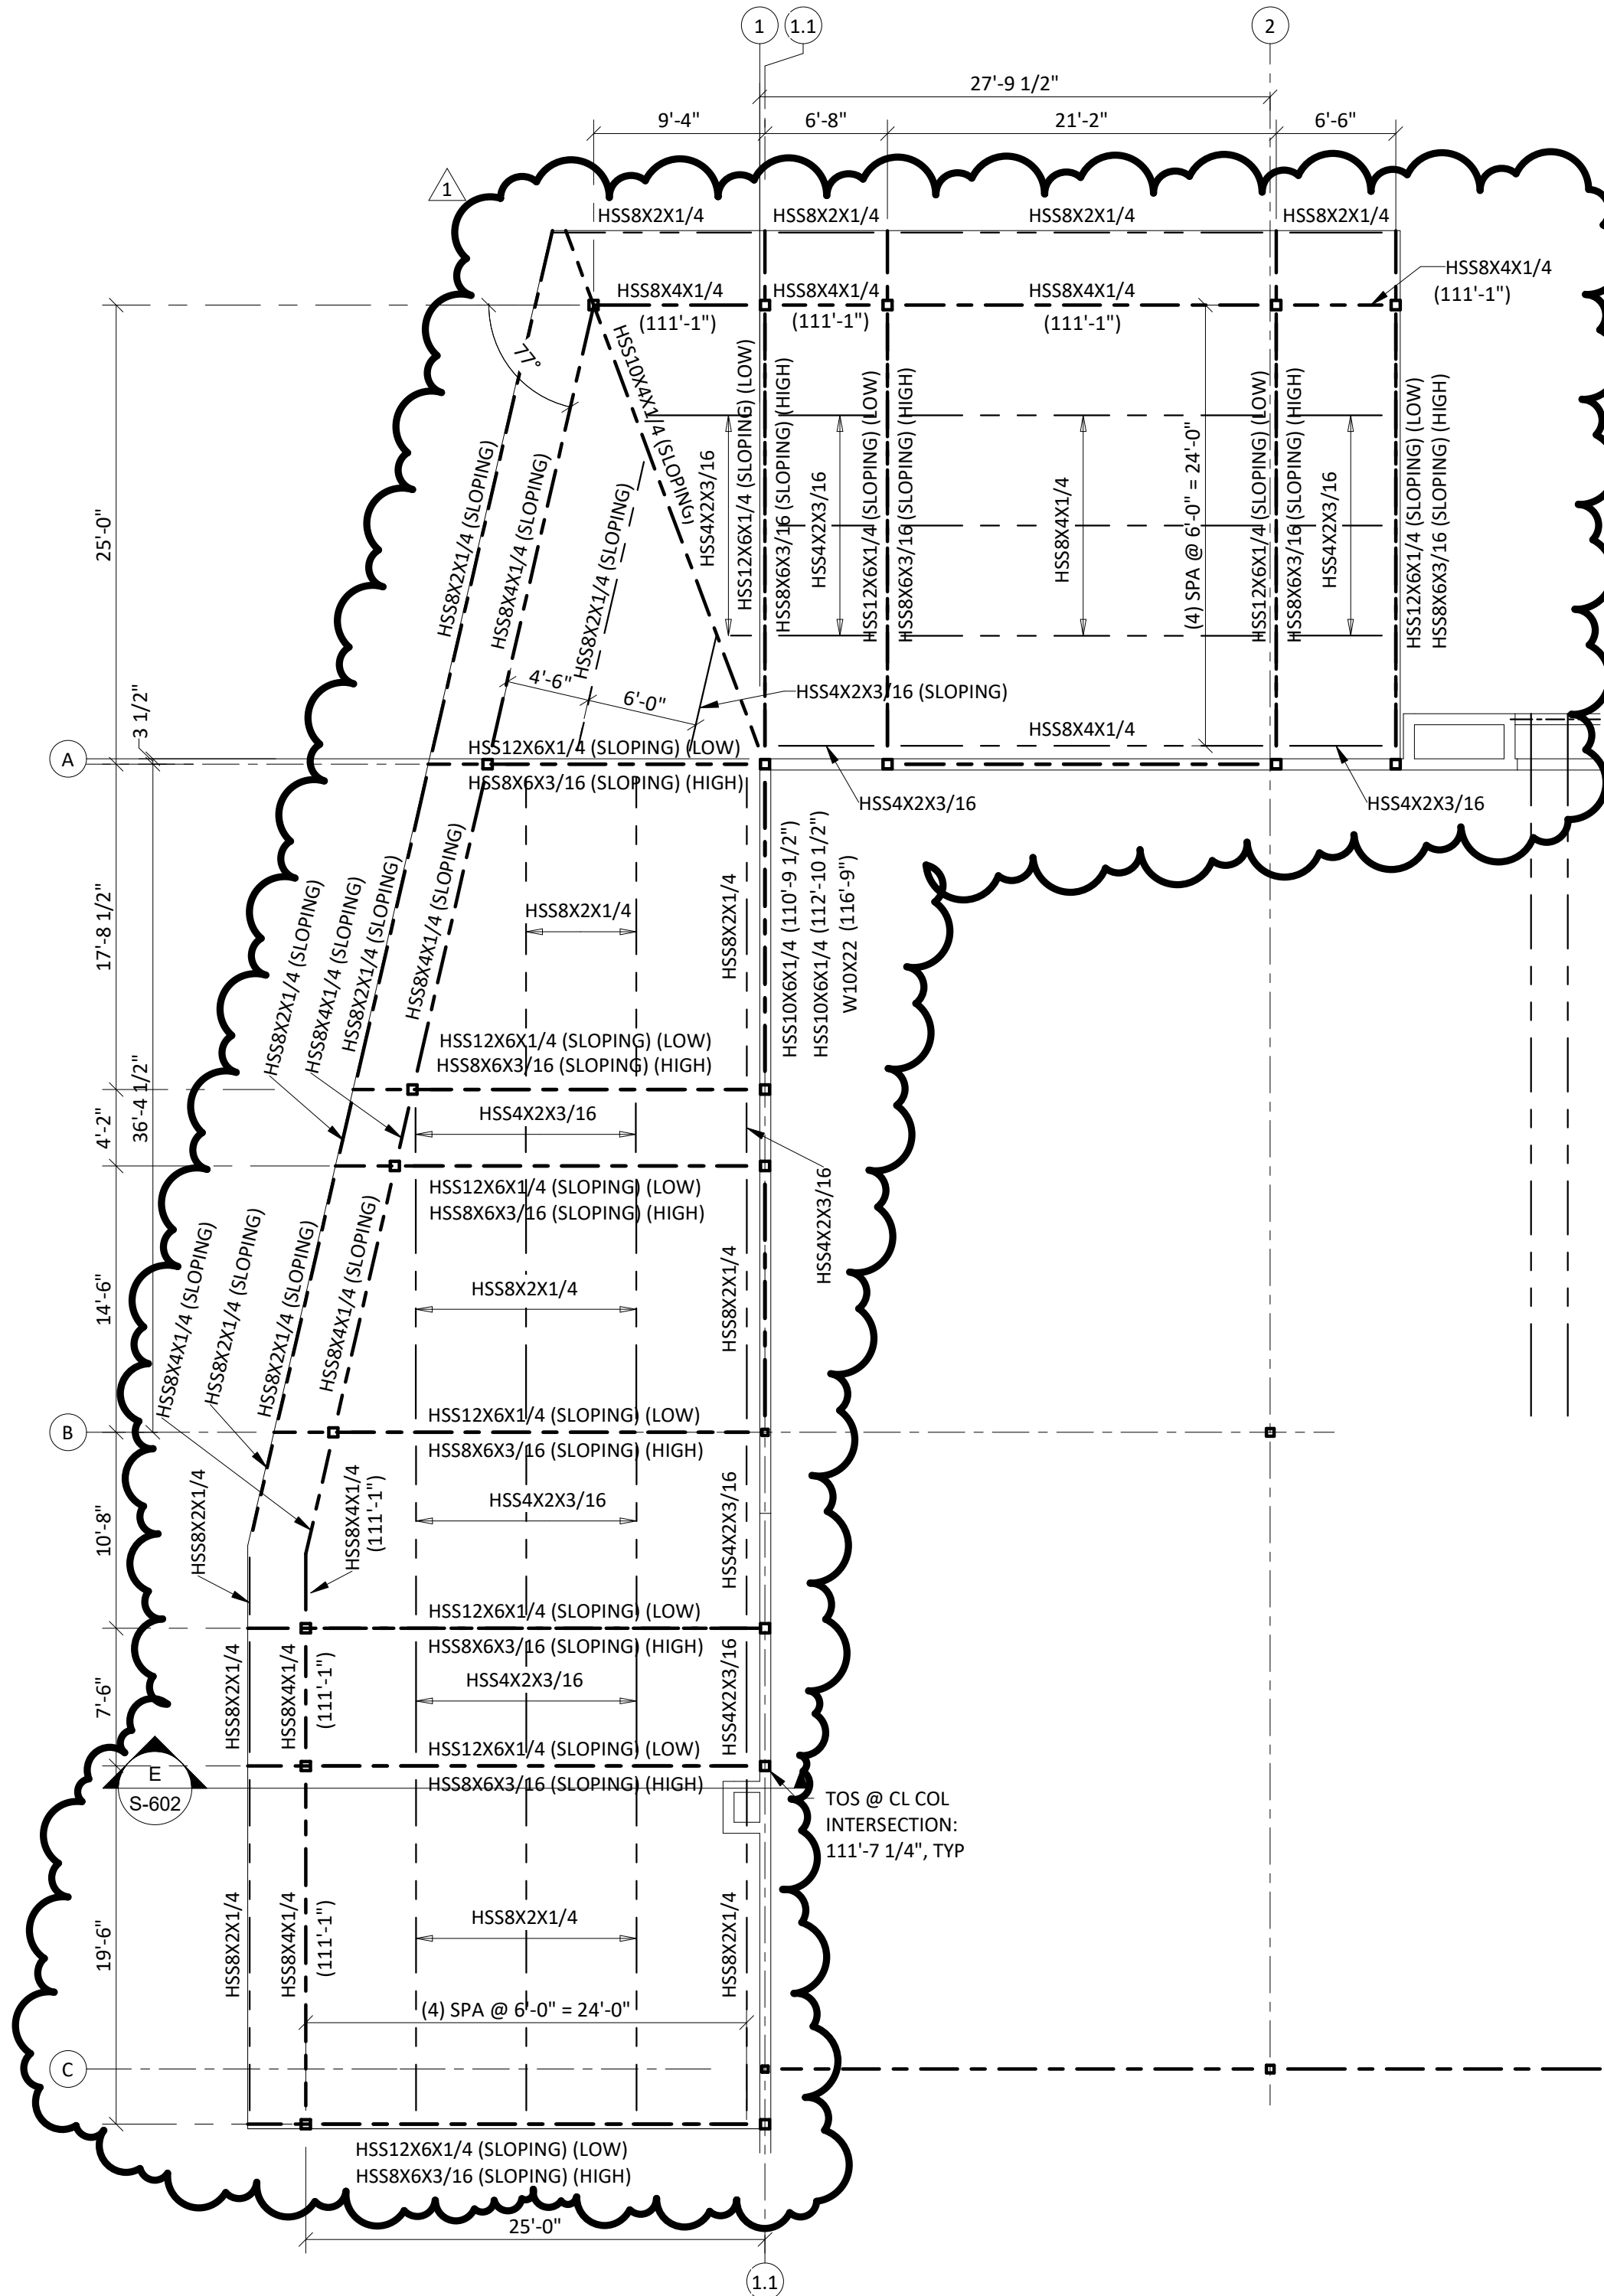 1
1.1
2
27'-9 1/2"
9'-4"
6'-8"
21'-2"
6'-6"
1
HSS8X2X1/4
HSS8X2X1/4
HSS8X2X1/4
HSS8X2X1/4
HSS8X4X1/4
(111'-1")
HSS8X4X1/4
(111'-1")
HSS8X4X1/4
(111'-1")
HSS8X4X1/4
(111'-1")
77°
25'-0"
HSS8X2X1/4 (SLOPING)
HSS8X4X1/4 (SLOPING)
HSS8X2X1/4 (SLOPING)
HSS10X4X1/4 (SLOPING)
HSS4X2X3/16
HSS12X6X1/4 (SLOPING) (LOW)
HSS8X6X3/16 (SLOPING) (HIGH)
HSS4X2X3/16
HSS12X6X1/4 (SLOPING) (LOW)
HSS8X6X3/16 (SLOPING) (HIGH)
HSS8X4X1/4
(4) SPA @ 6'-0" = 24'-0"
HSS12X6X1/4 (SLOPING) (LOW)
HSS8X6X3/16 (SLOPING) (HIGH)
HSS4X2X3/16
HSS12X6X1/4 (SLOPING) (LOW)
HSS8X6X3/16 (SLOPING) (HIGH)
4'-6"
6'-0"
HSS4X2X3/16 (SLOPING)
3 1/2"
A
HSS12X6X1/4 (SLOPING) (LOW)
HSS8X6X3/16 (SLOPING) (HIGH)
HSS8X4X1/4
HSS4X2X3/16
HSS4X2X3/16
17'-8 1/2"
36'-4 1/2"
HSS8X2X1/4 (SLOPING)
HSS8X4X1/4 (SLOPING)
HSS8X2X1/4 (SLOPING)
HSS8X4X1/4 (SLOPING)
HSS8X2X1/4
HSS8X2X1/4
HSS10X6X1/4 (110'-9 1/2")
HSS10X6X1/4 (112'-10 1/2")
W10X22 (116'-9")
HSS12X6X1/4 (SLOPING) (LOW)
HSS8X6X3/16 (SLOPING) (HIGH)
4'-2"
HSS4X2X3/16
HSS4X2X3/16
HSS12X6X1/4 (SLOPING) (LOW)
HSS8X6X3/16 (SLOPING) (HIGH)
14'-6"
HSS8X4X1/4 (SLOPING)
HSS8X2X1/4 (SLOPING)
HSS8X2X1/4 (SLOPING)
HSS8X4X1/4 (SLOPING)
HSS8X2X1/4
HSS8X2X1/4
B
HSS12X6X1/4 (SLOPING) (LOW)
HSS8X6X3/16 (SLOPING) (HIGH)
10'-8"
HSS8X2X1/4
HSS8X4X1/4
(111'-1")
HSS4X2X3/16
HSS4X2X3/16
HSS12X6X1/4 (SLOPING) (LOW)
HSS8X6X3/16 (SLOPING) (HIGH)
7'-6"
HSS8X2X1/4
HSS8X4X1/4
(111'-1")
HSS4X2X3/16
HSS4X2X3/16
HSS12X6X1/4 (SLOPING) (LOW)
HSS8X6X3/16 (SLOPING) (HIGH)
E
S-602
TOS @ CL COL
INTERSECTION:
111'-7 1/4", TYP
19'-6"
HSS8X2X1/4
HSS8X4X1/4
(111'-1")
HSS8X2X1/4
HSS8X2X1/4
(4) SPA @ 6'-0" = 24'-0"
C
HSS12X6X1/4 (SLOPING) (LOW)
HSS8X6X3/16 (SLOPING) (HIGH)
25'-0"
1.1